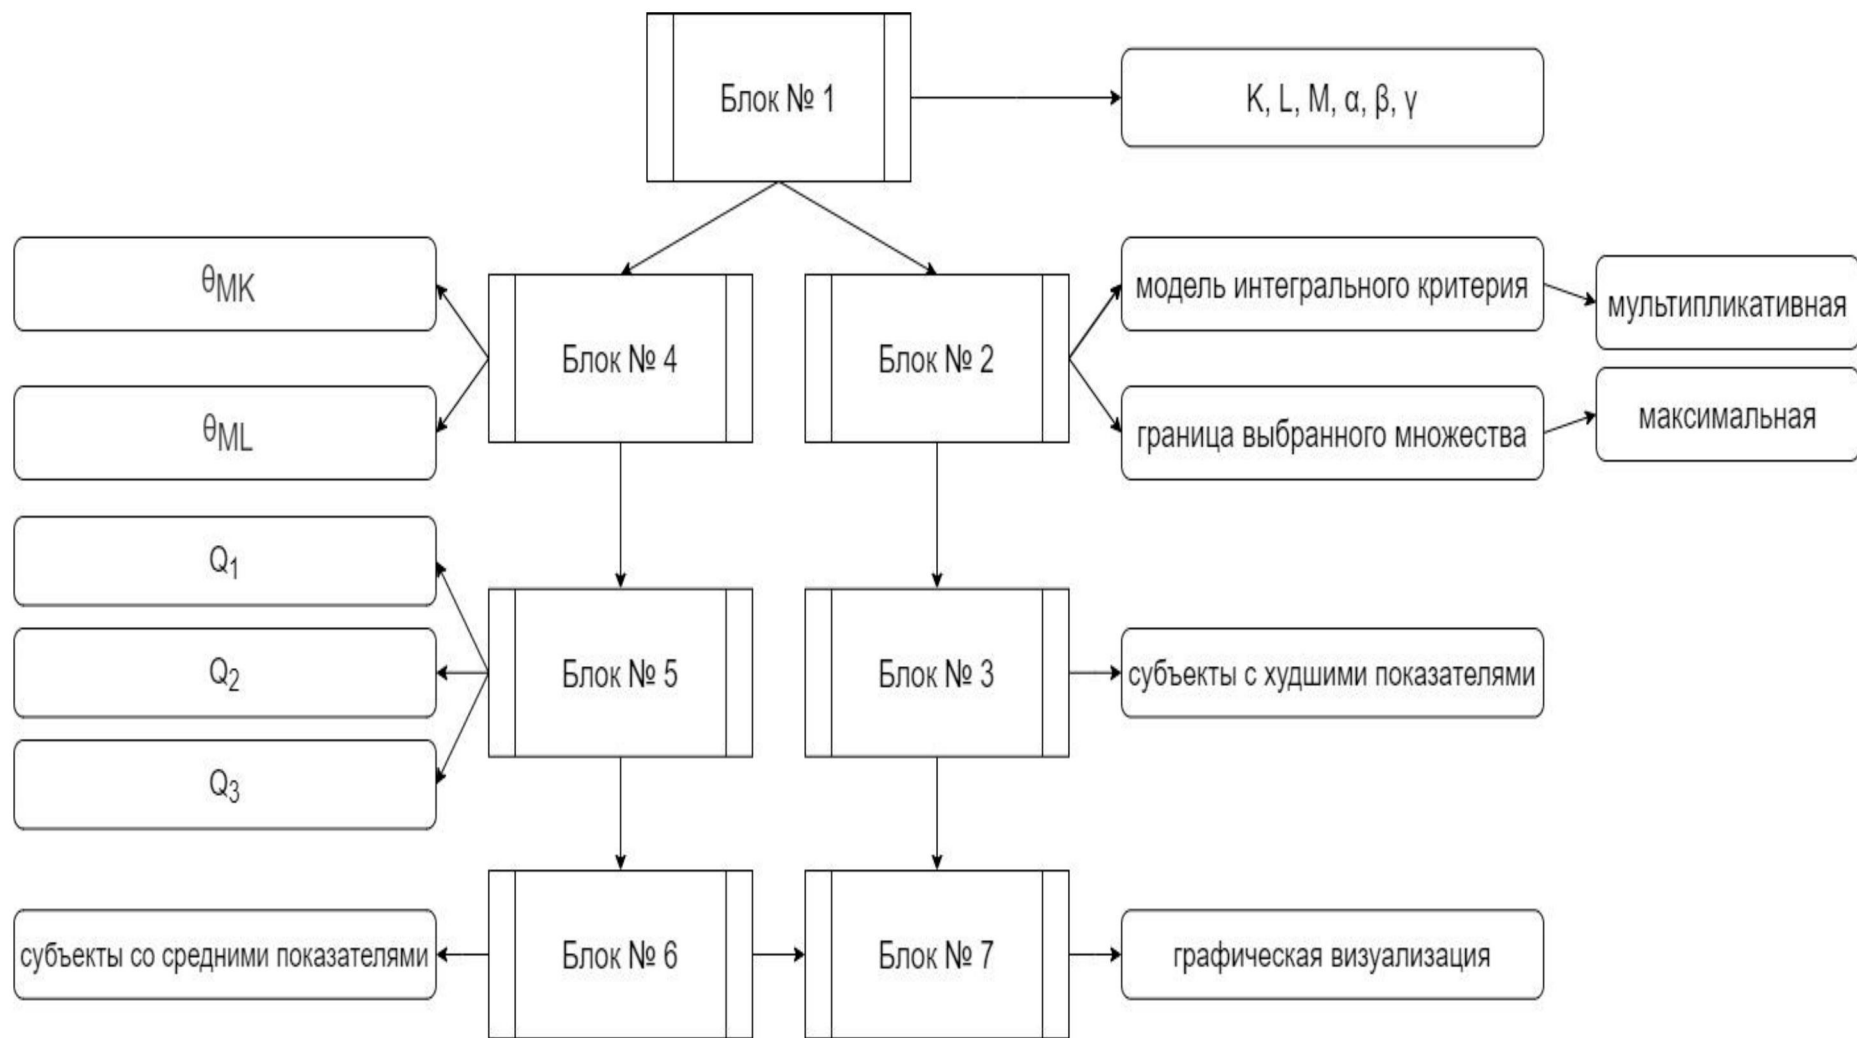 Блок № 1
K, L, M, α, β, γ
θMK
Блок № 4
Блок № 2
модель интегрального критерия
мультипликативная
θML
граница выбранного множества
максимальная
Q1
Q2
Блок № 5
Блок № 3
субъекты с худшими показателями
Q3
субъекты со средними показателями
Блок № 6
Блок № 7
графическая визуализация